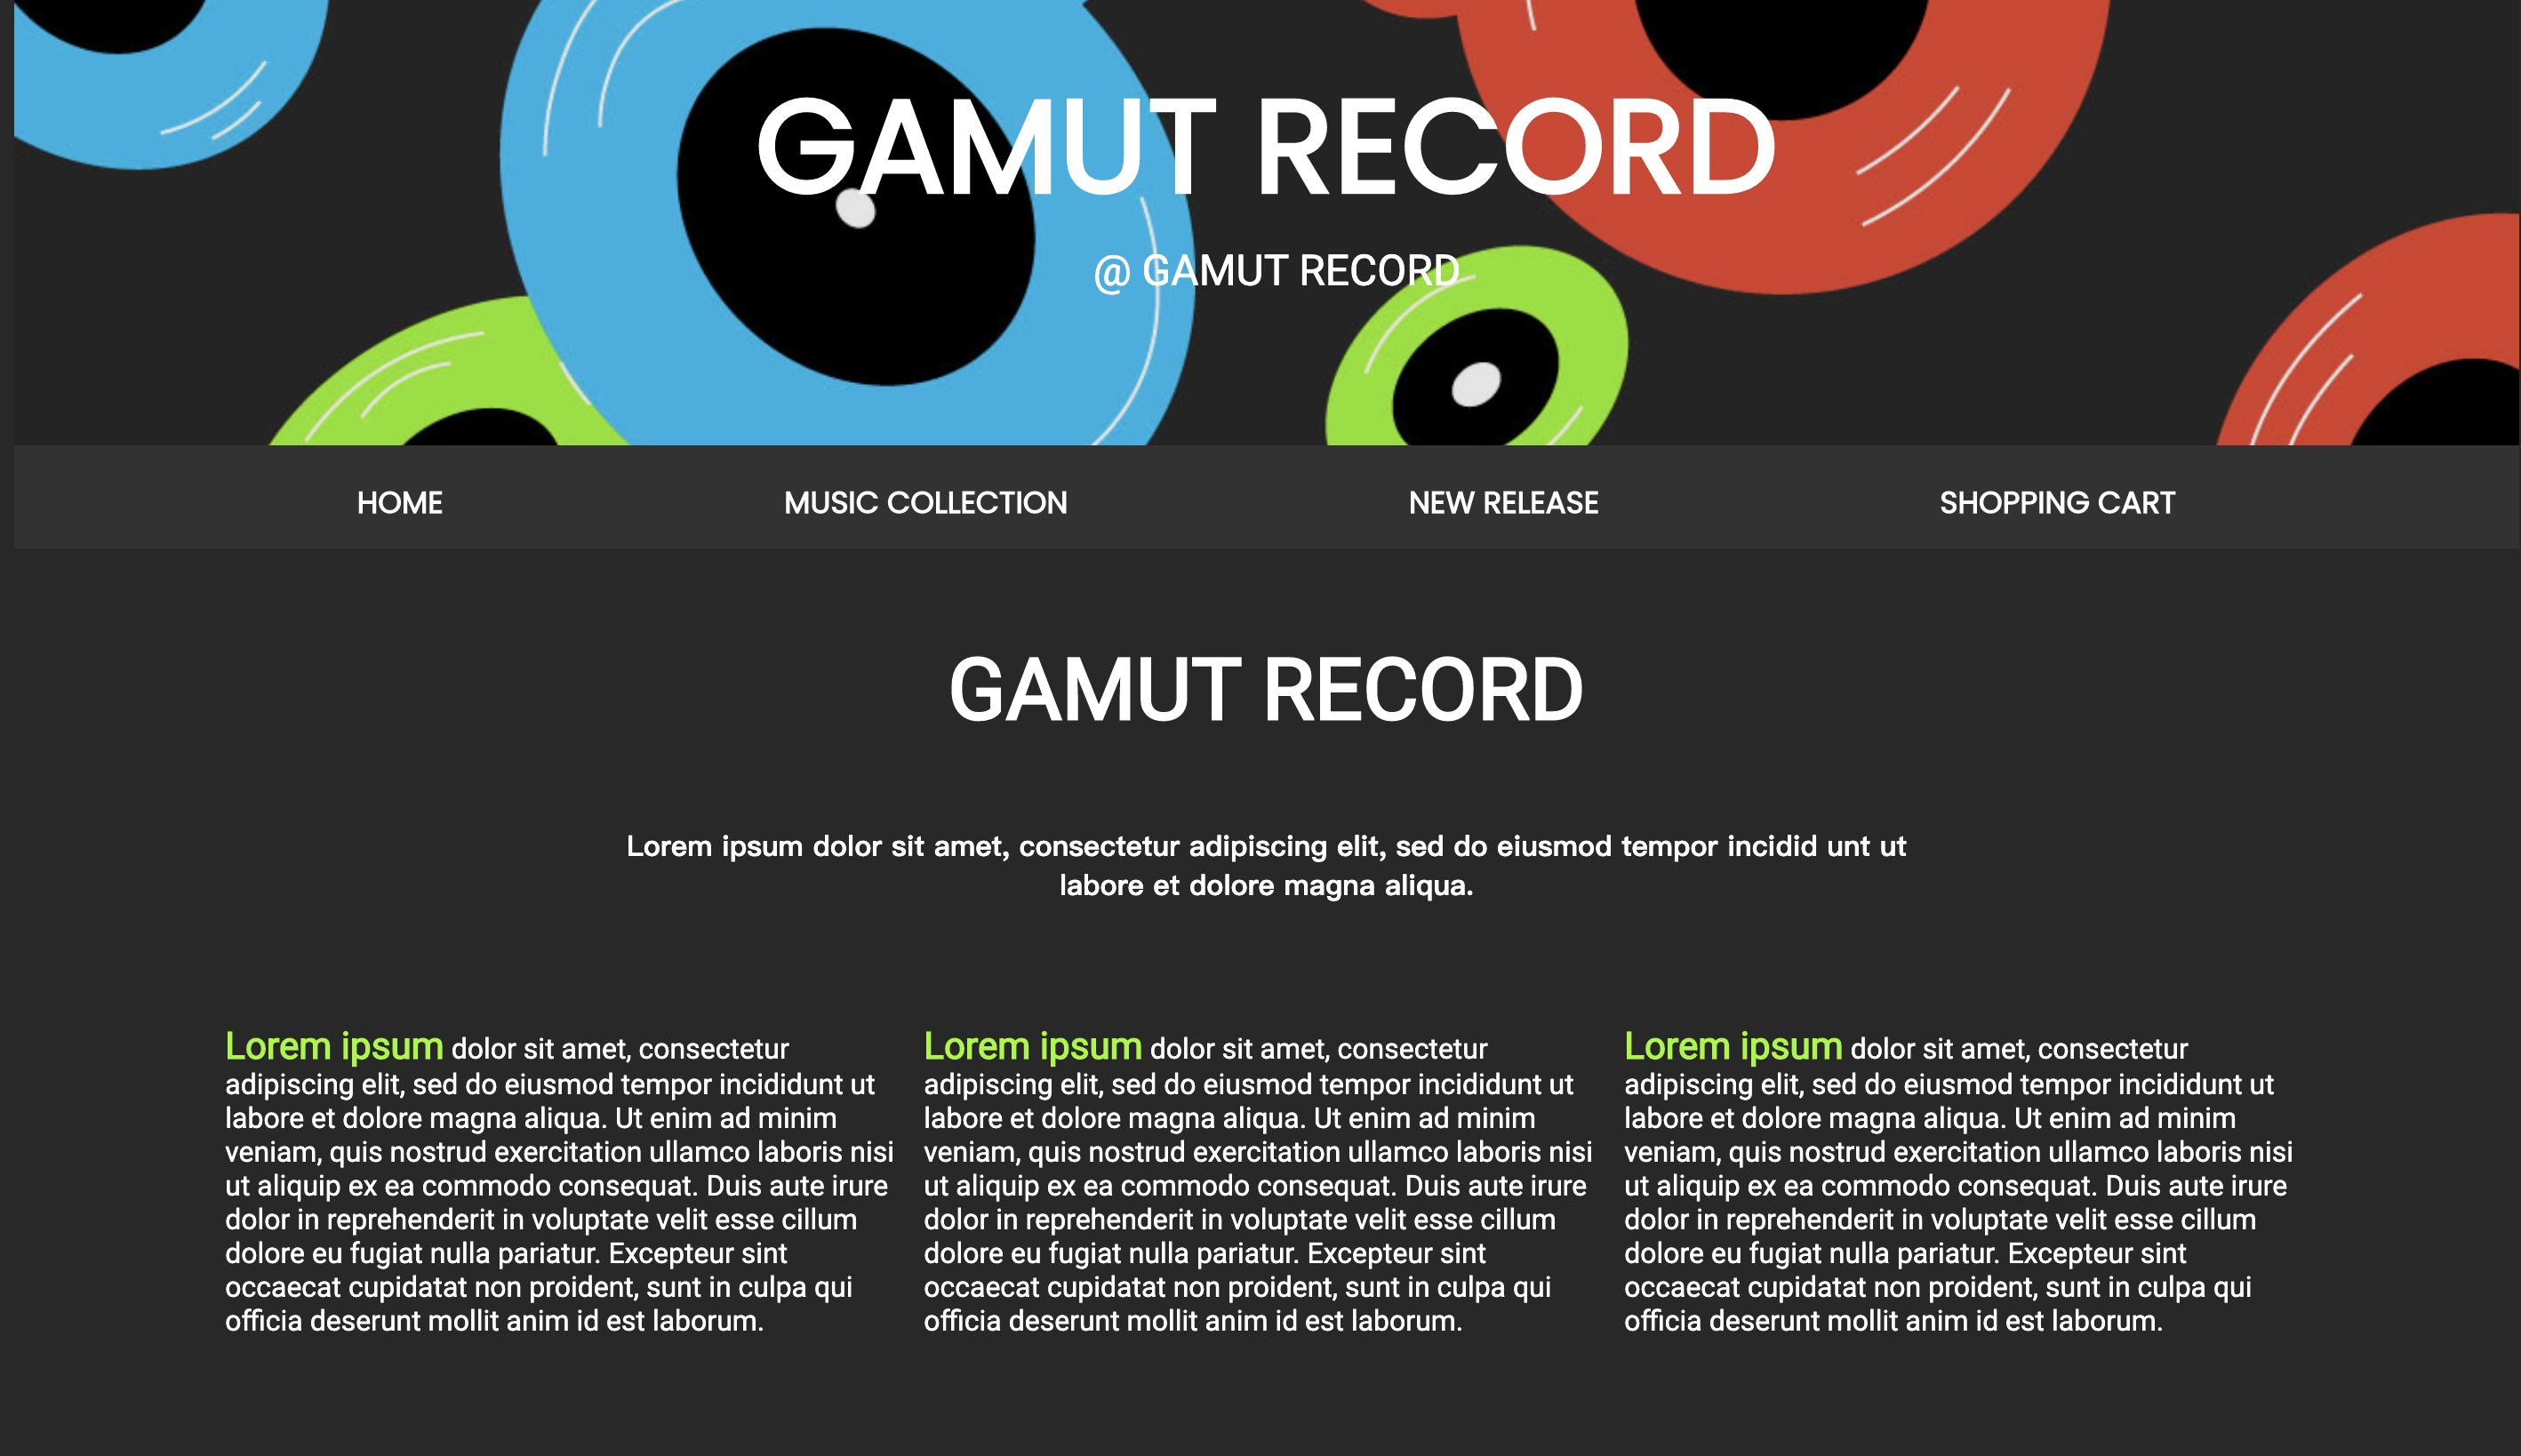 GAMUT RECORD
@ GAMUT RECORD
HOME
MUSIC COLLECTION
NEW RELEASE
SHOPPING CART
GAMUT RECORD
Lorem ipsum dolor sit amet, consectetur adipiscing elit, sed do eiusmod tempor incidid unt ut
labore et dolore magna aliqua.
Lorem ipsum dolor sit amet, consectetur
adipiscing elit, sed do eiusmod tempor incididunt ut
labore et dolore magna aliqua. Ut enim ad minim
veniam, quis nostrud exercitation ullamco laboris nisi
ut aliquip ex ea commodo consequat. Duis aute irure
dolor in reprehenderit in voluptate velit esse cillum
dolore eu fugiat nulla pariatur. Excepteur sint
occaecat cupidatat non proident, sunt in culpa qui
officia deserunt mollit anim id est laborum.
Lorem ipsum dolor sit amet, consectetur
adipiscing elit, sed do eiusmod tempor incididunt ut
labore et dolore magna aliqua. Ut enim ad minim
veniam, quis nostrud exercitation ullamco laboris nisi
ut aliquip ex ea commodo consequat. Duis aute irure
dolor in reprehenderit in voluptate velit esse cillum
dolore eu fugiat nulla pariatur. Excepteur sint
occaecat cupidatat non proident, sunt in culpa qui
officia deserunt mollit anim id est laborum.
Lorem ipsum dolor sit amet, consectetur
adipiscing elit, sed do eiusmod tempor incididunt ut
labore et dolore magna aliqua. Ut enim ad minim
veniam, quis nostrud exercitation ullamco laboris nisi
ut aliquip ex ea commodo consequat. Duis aute irure
dolor in reprehenderit in voluptate velit esse cillum
dolore eu fugiat nulla pariatur. Excepteur sint
occaecat cupidatat non proident, sunt in culpa qui
officia deserunt mollit anim id est laborum.